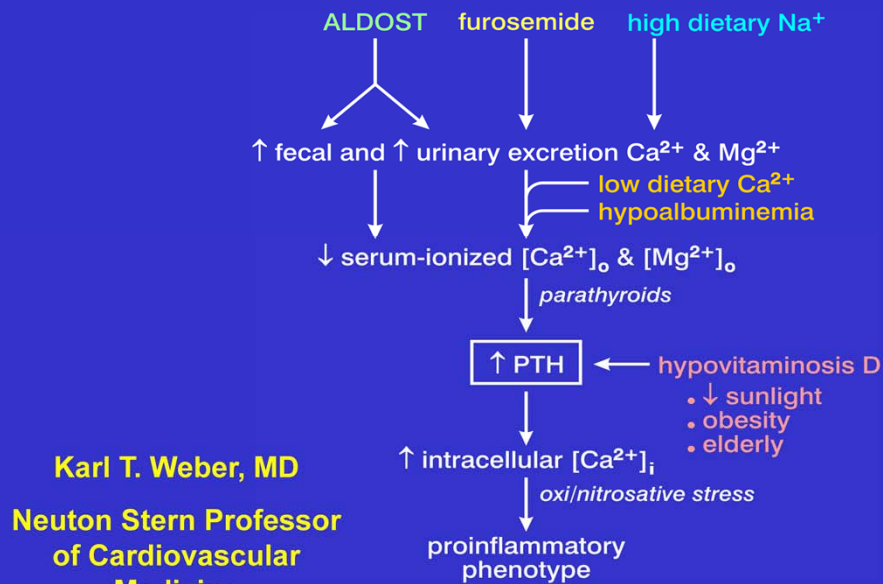 ALDOST furosemide high dietary Na⁺
↑ fecal and ↑ urinary excretion Ca²⁺ & Mg²⁺
low dietary Ca²⁺
hypoalbuminemia
↓ serum-ionized [Ca²⁺]ₒ & [Mg²⁺]ₒ
parathyroids
↑ PTH
hypovitaminosis D
• ↓ sunlight
• obesity
• elderly
↑ intracellular [Ca²⁺]ᵢ
oxi/nitrosative stress
proinflammatory
phenotype
Karl T. Weber, MD
Neuton Stern Professor
of Cardiovascular